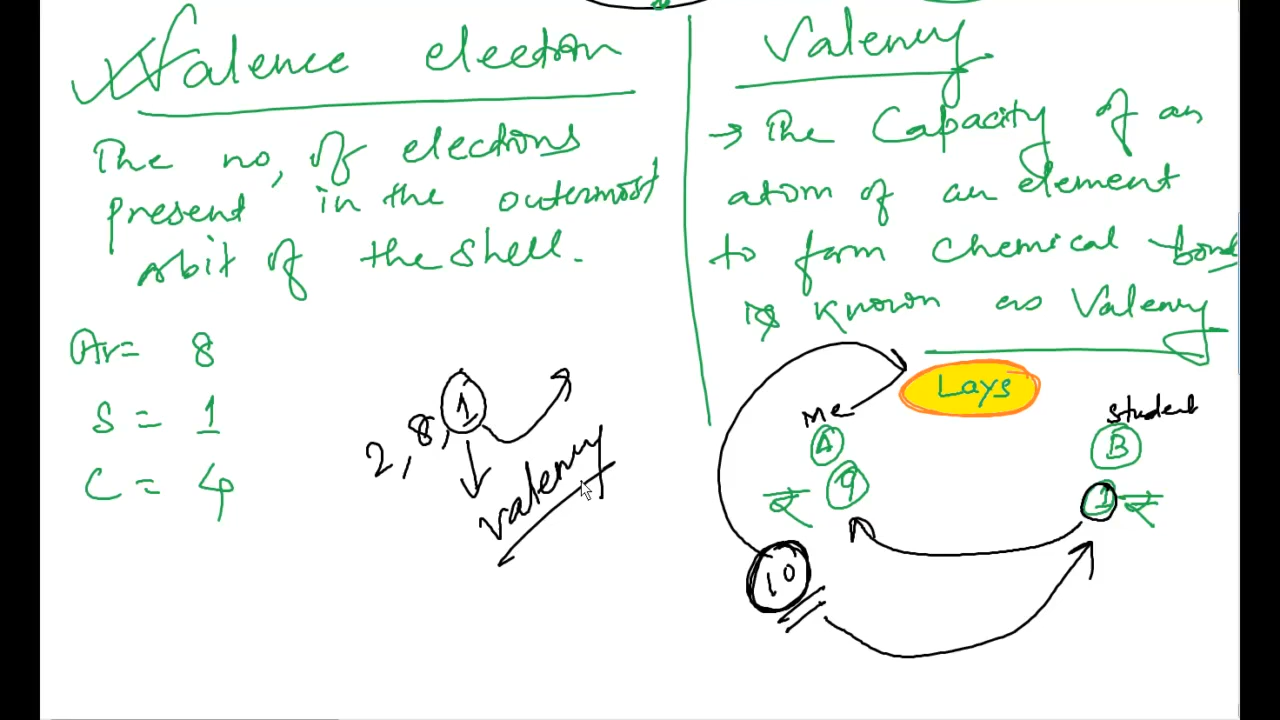 Valence electron
The no, of electrons
present in the outermost
orbit of the shell.
Ar= 8
S = 1
C = 4
2, 8, 1
valency
Valency
→ The Capacity of an
atom of an element
to form chemical bond
is known as Valency
Lays
Me
Student
A
B
₹ 9
1 ₹
10